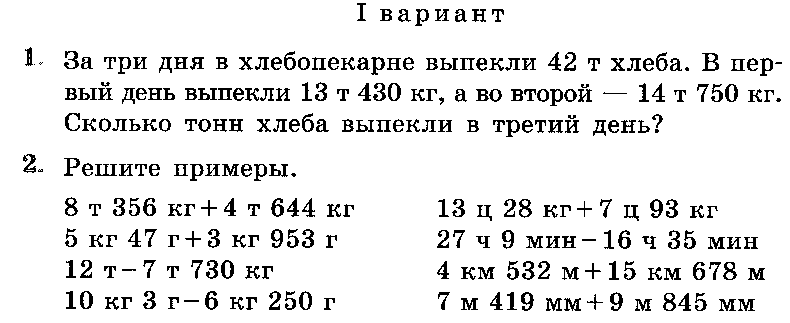 I вариант
1. За три дня в хлебопекарне выпекли 42 т хлеба. В пер-
вый день выпекли 13 т 430 кг, а во второй — 14 т 750 кг.
Сколько тонн хлеба выпекли в третий день?
2. Решите примеры.
8 т 356 кг+4 т 644 кг 13 ц 28 кг+7 ц 93 кг
5 кг 47 г+3 кг 953 г 27 ч 9 мин−16 ч 35 мин
12 т−7 т 730 кг 4 км 532 м+15 км 678 м
10 кг 3 г−6 кг 250 г 7 м 419 мм+9 м 845 мм